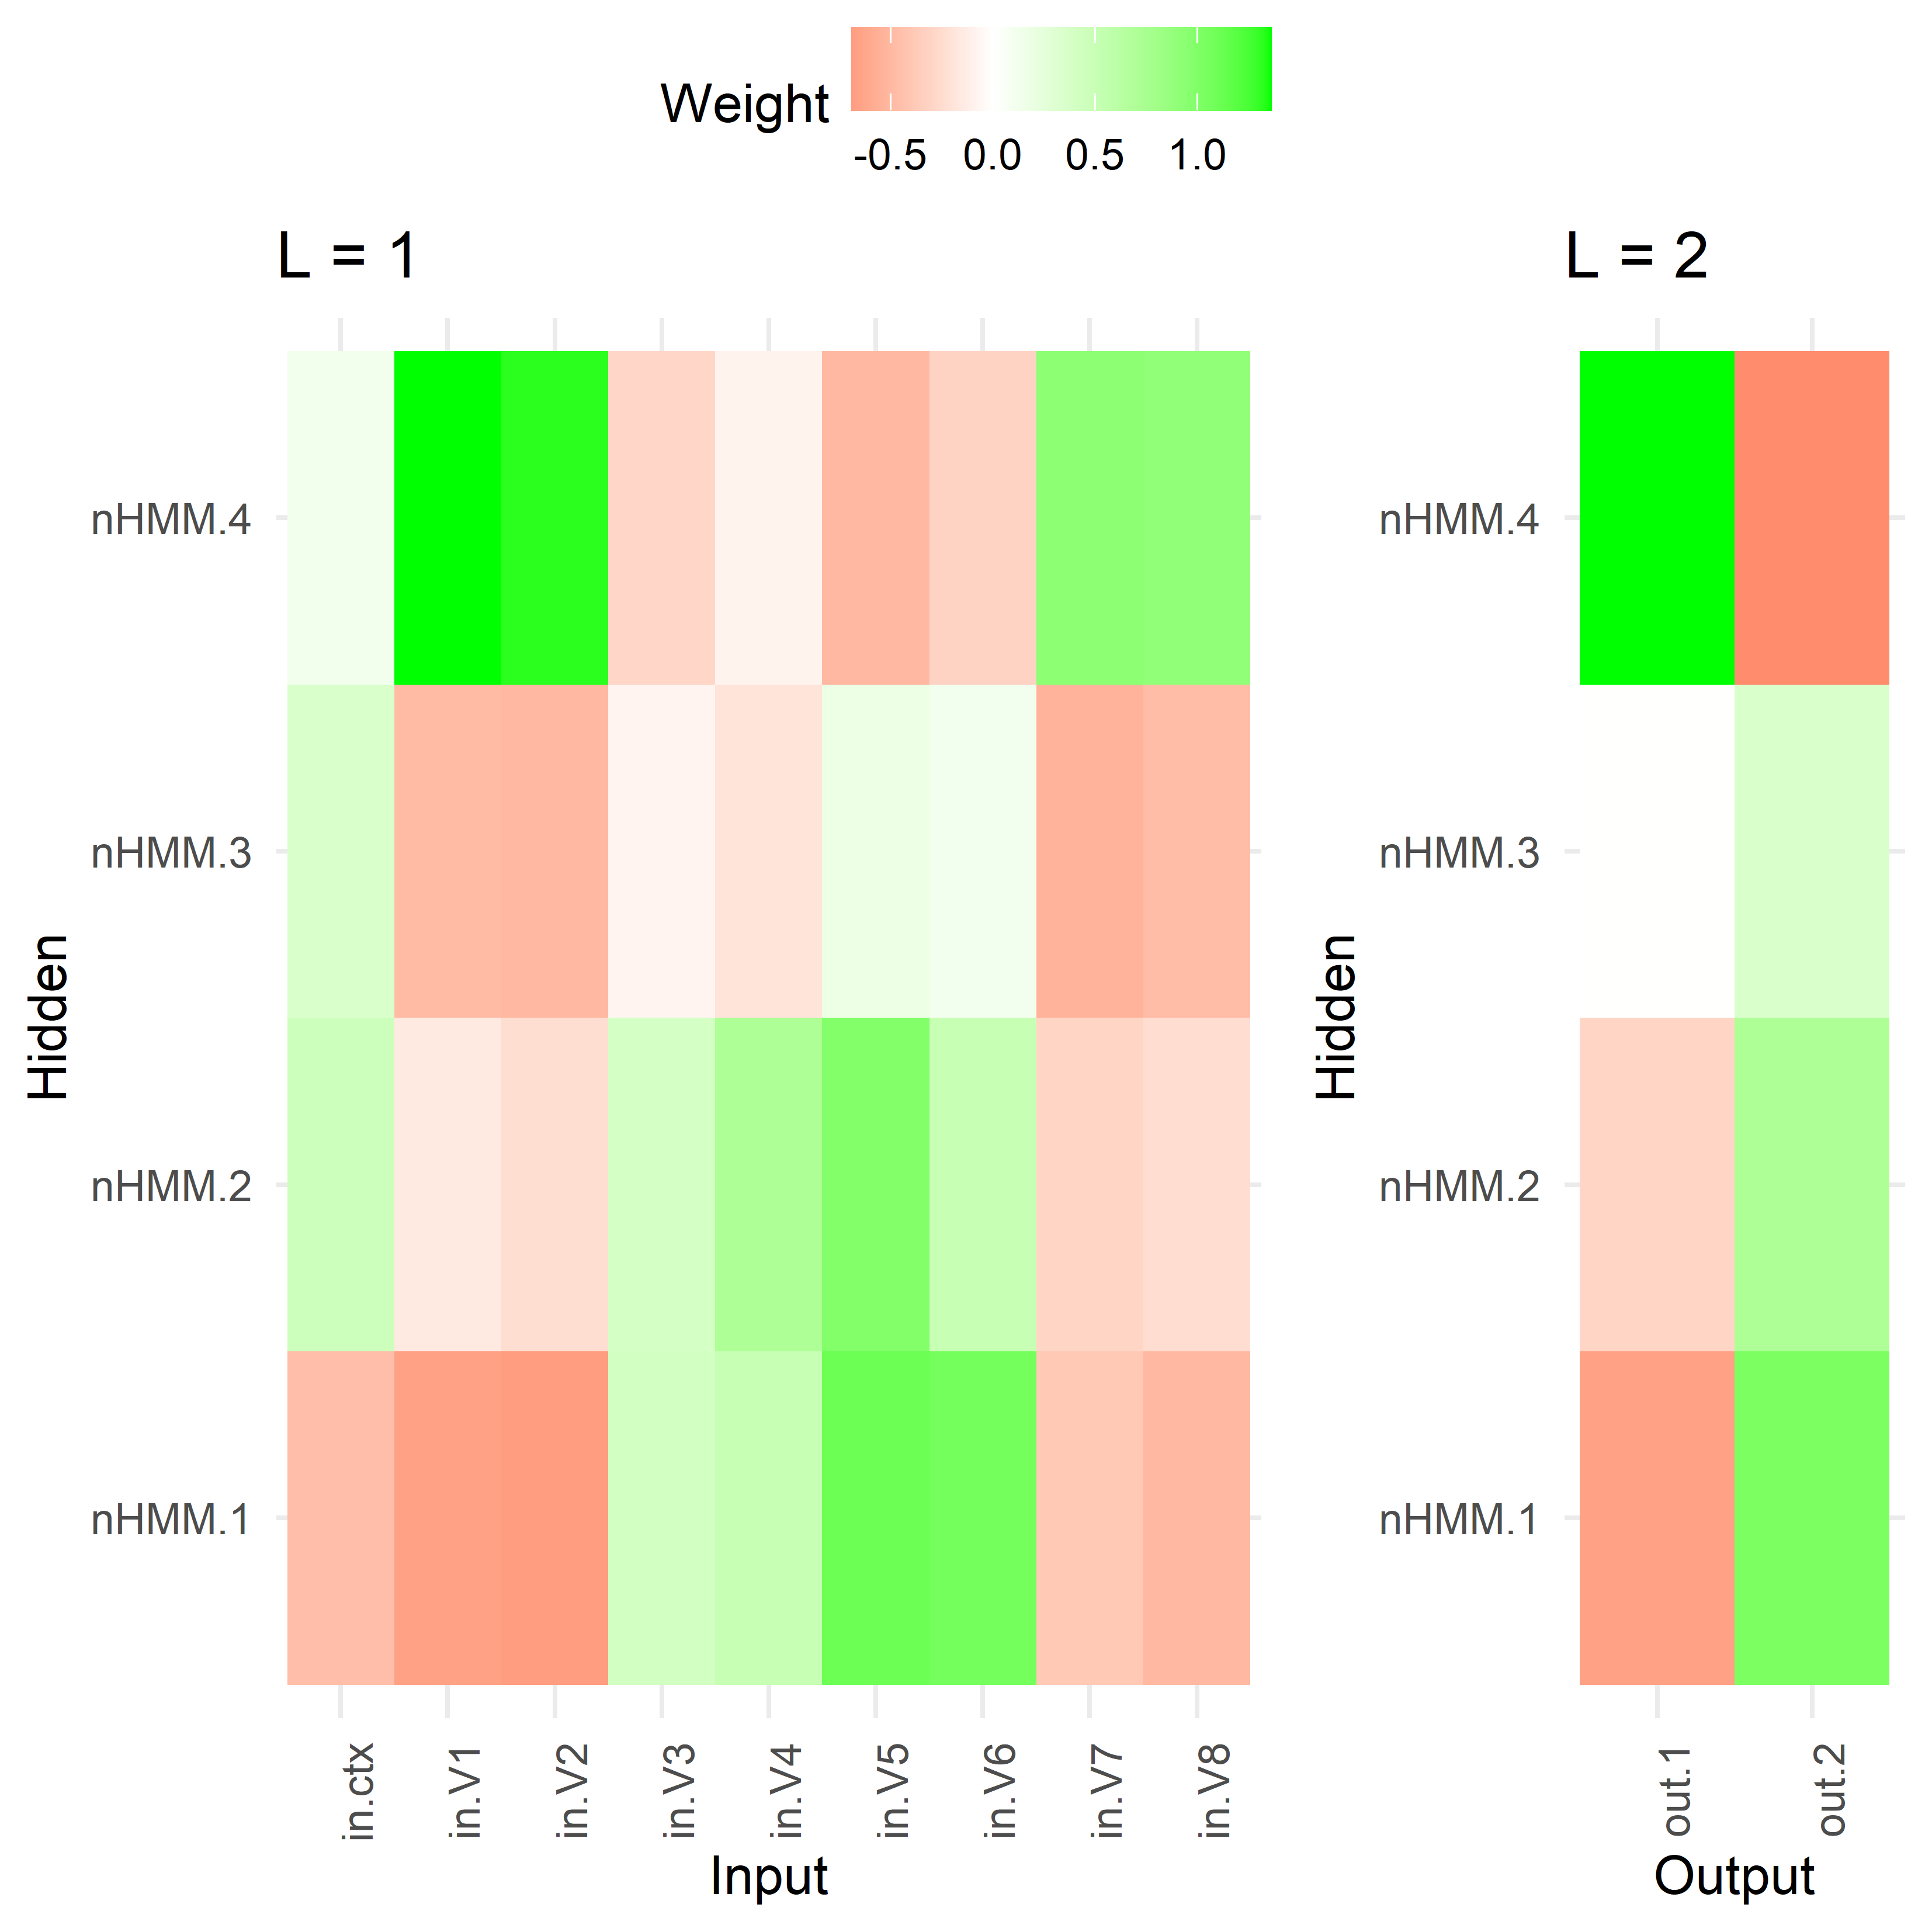 Weight
-0.5 0.0 0.5 1.0
L = 1
L = 2
nHMM.4
nHMM.3
nHMM.2
nHMM.1
Hidden
in.ctx
in.V1
in.V2
in.V3
in.V4
in.V5
in.V6
in.V7
in.V8
Input
nHMM.4
nHMM.3
nHMM.2
nHMM.1
Hidden
out.1
out.2
Output